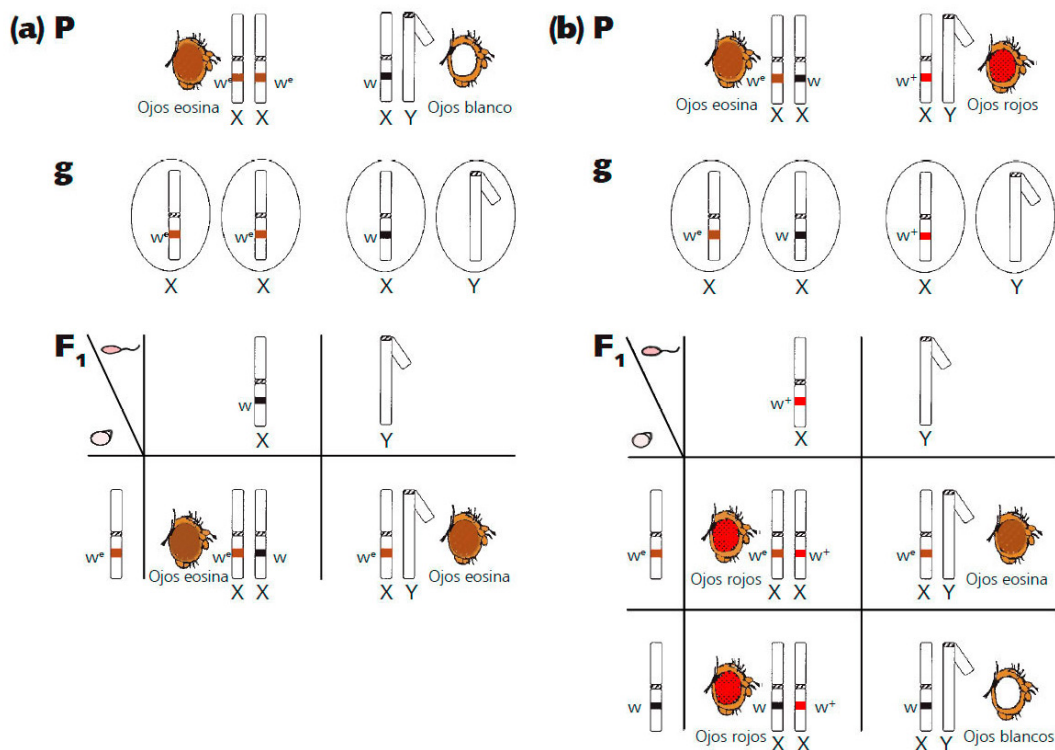 (a) P
wᵉ
wᵉ
Ojos eosina
X X
w
X Y
Ojos blanco
g
wᵉ
X
wᵉ
X
w
X
Y
F₁
w
X
Y
wᵉ
wᵉ
w
Ojos eosina
X X
wᵉ
X Y
Ojos eosina
(b) P
wᵉ
w
Ojos eosina
X X
w⁺
X Y
Ojos rojos
g
wᵉ
X
w
X
w⁺
X
Y
F₁
w⁺
X
Y
wᵉ
wᵉ
w⁺
Ojos rojos
X X
wᵉ
X Y
Ojos eosina
w
w
w⁺
Ojos rojos
X X
w
X Y
Ojos blancos